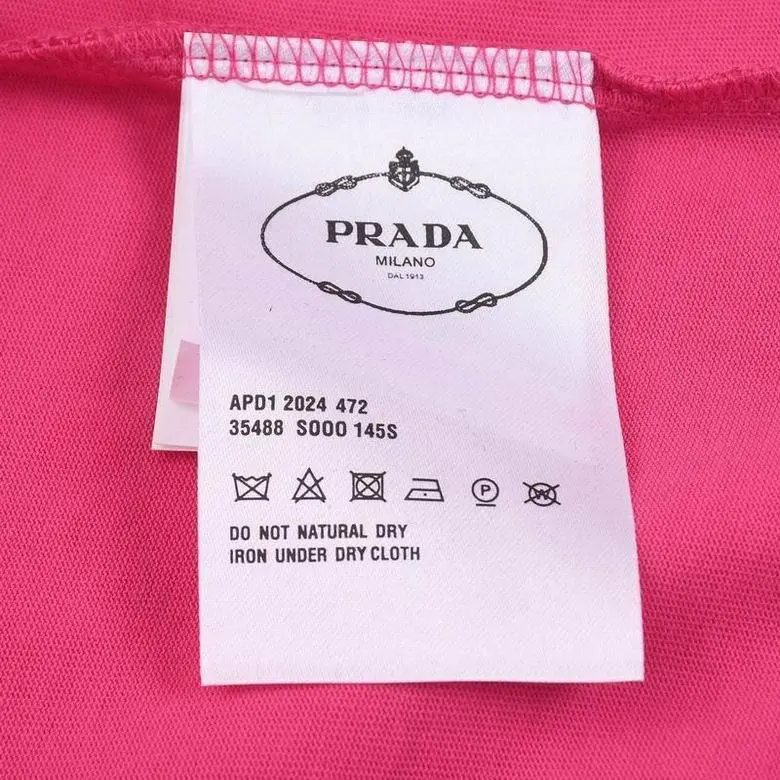 PRADA
MILANO
DAL 1913
APD1 2024 472
35488 S000 145S
P
W
DO NOT NATURAL DRY
IRON UNDER DRY CLOTH